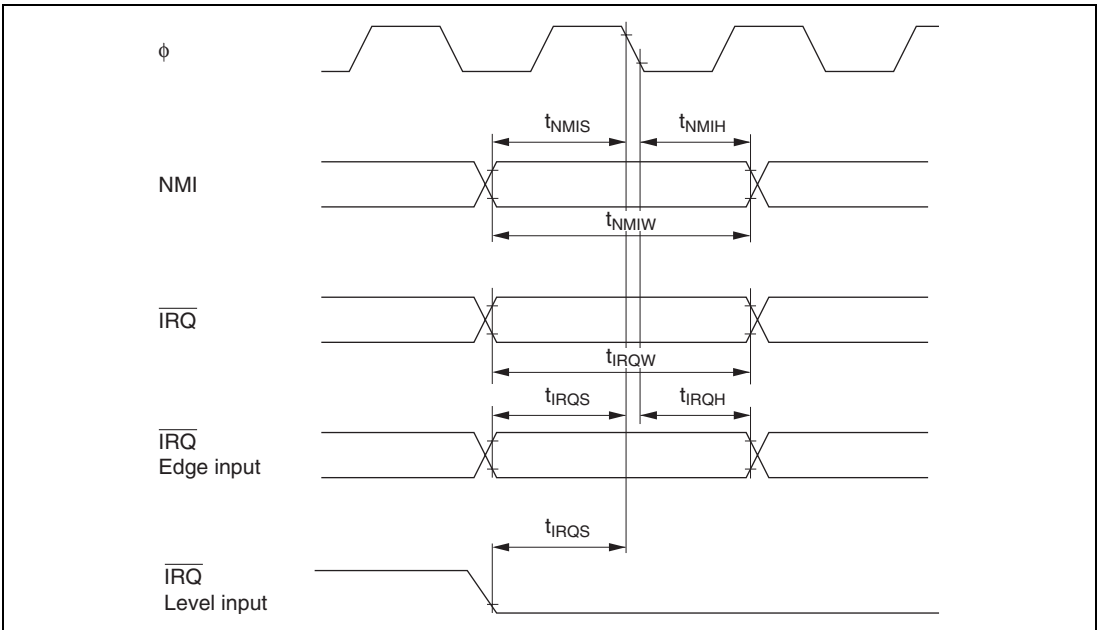 ϕ
tNMIS tNMIH
NMI
tNMIW
IRQ
tIRQW
tIRQS tIRQH
IRQ
Edge input
tIRQS
IRQ
Level input